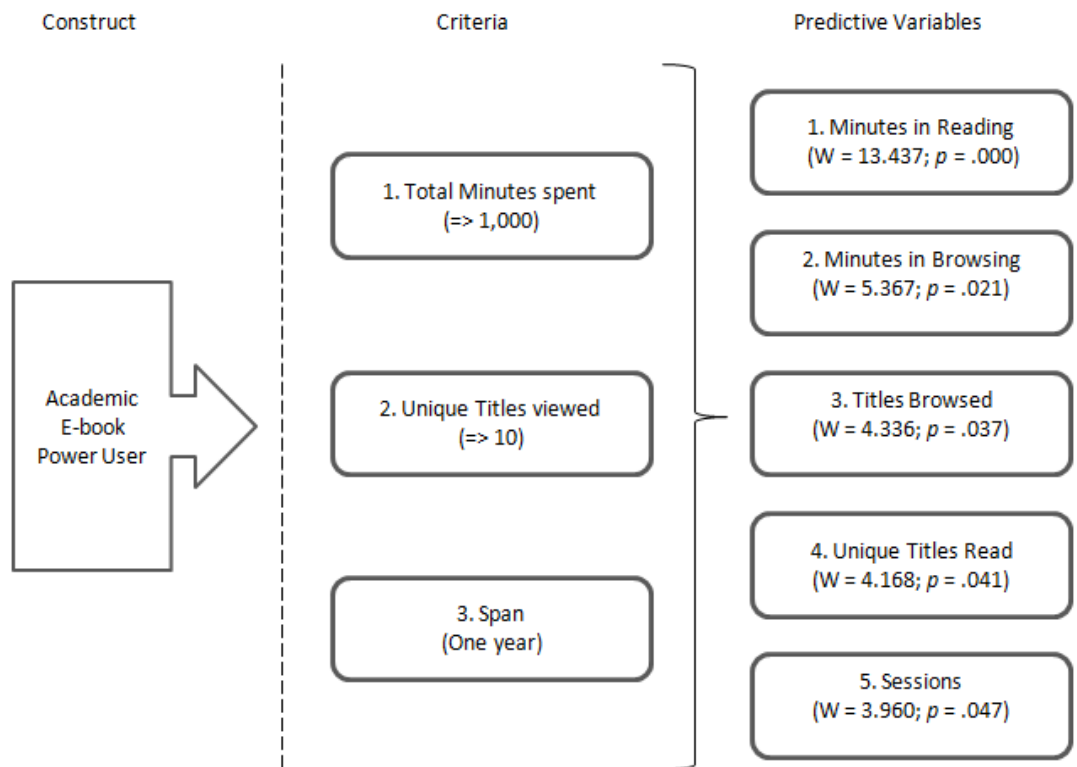 Construct
Criteria
Predictive Variables
Academic
E-book
Power User
1. Total Minutes spent
(=> 1,000)
2. Unique Titles viewed
(=> 10)
3. Span
(One year)
1. Minutes in Reading
(W = 13.437; p = .000)
2. Minutes in Browsing
(W = 5.367; p = .021)
3. Titles Browsed
(W = 4.336; p = .037)
4. Unique Titles Read
(W = 4.168; p = .041)
5. Sessions
(W = 3.960; p = .047)